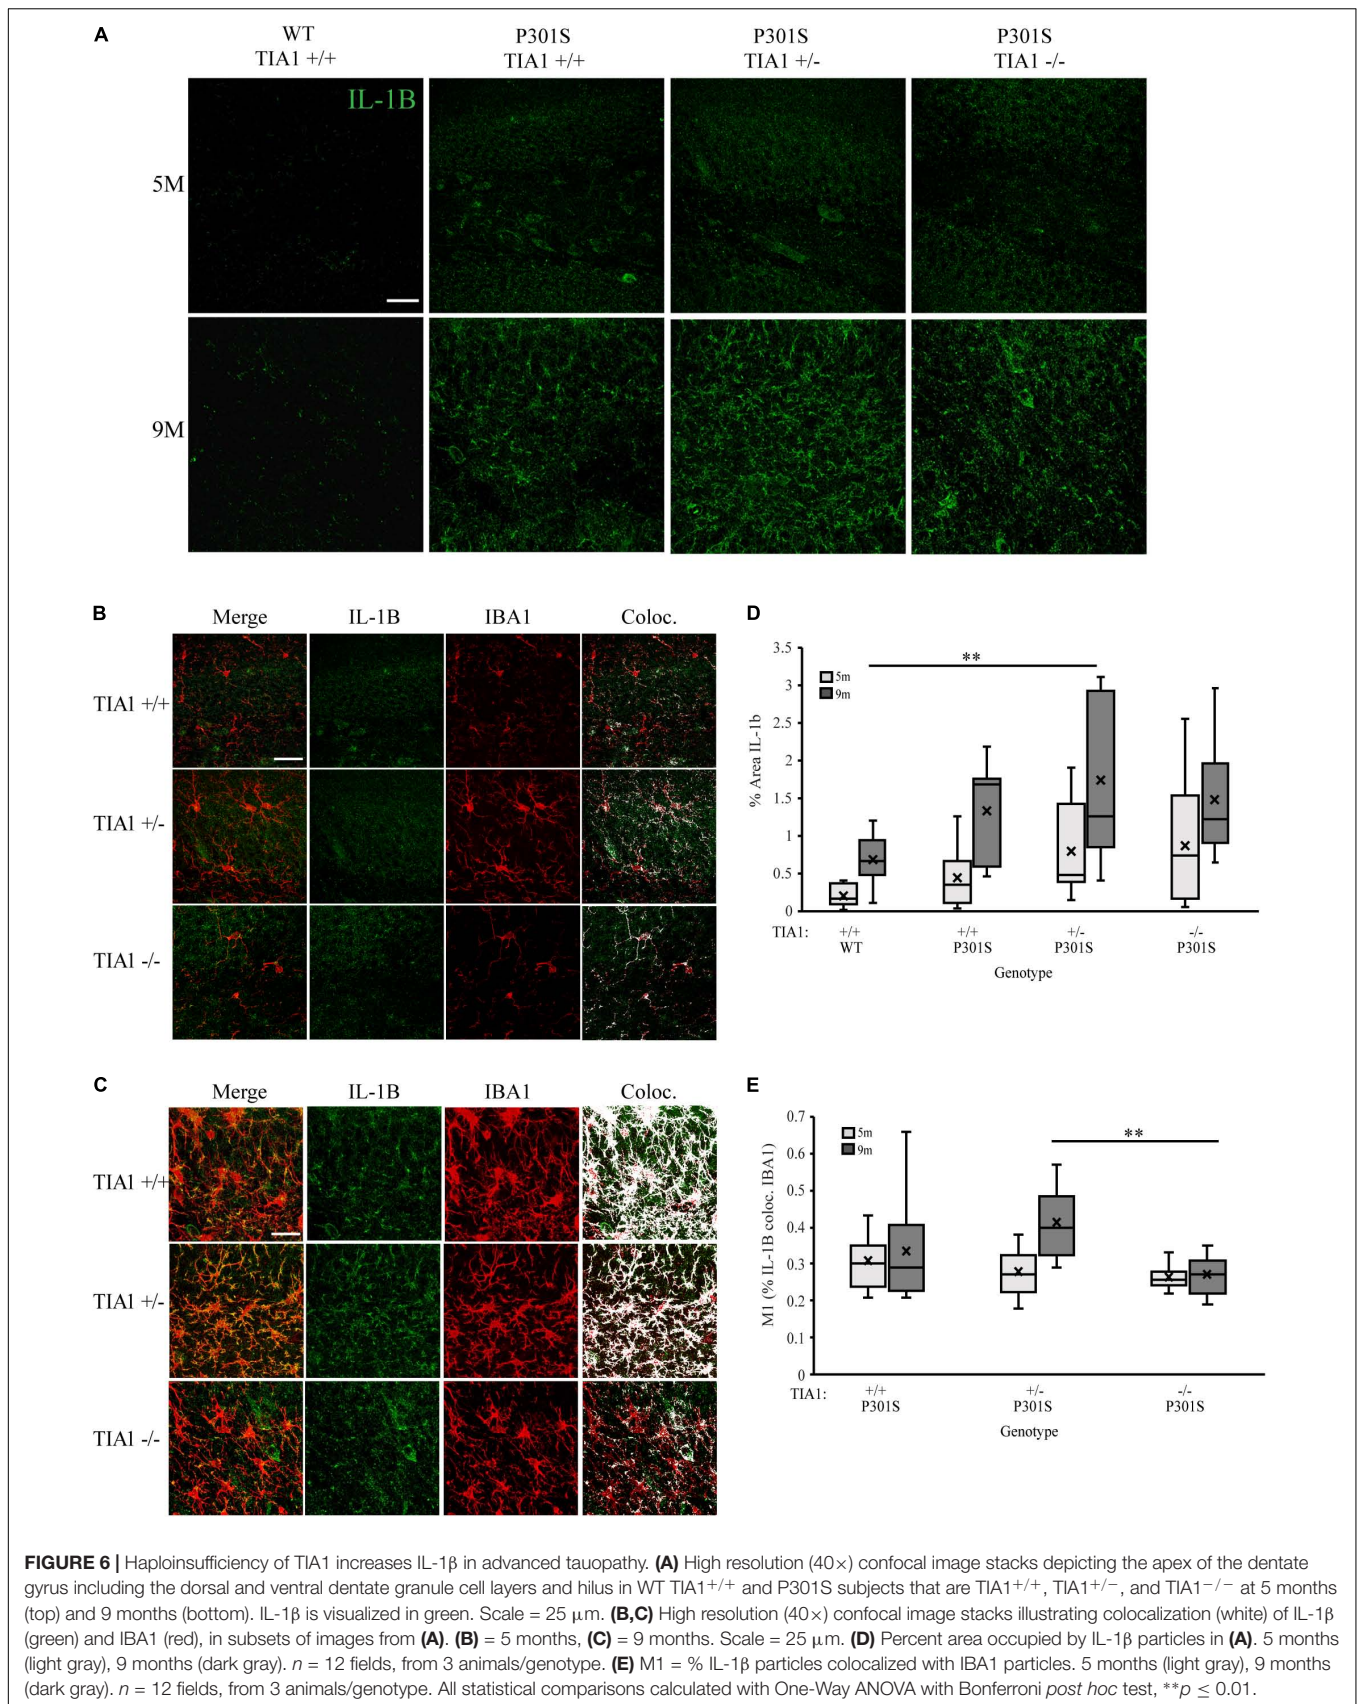 A
WT
TIA1 +/+
P301S
TIA1 +/+
P301S
TIA1 +/-
P301S
TIA1 -/-
IL-1B
5M
9M
B
Merge IL-1B IBA1 Coloc.
TIA1 +/+
TIA1 +/-
TIA1 -/-
D
3.5
3
2.5
2
1.5
1
0.5
0
% Area IL-1b
5m
9m
**
TIA1: +/+ +/+ +/- -/-
WT P301S P301S P301S
Genotype
C
Merge IL-1B IBA1 Coloc.
TIA1 +/+
TIA1 +/-
TIA1 -/-
E
0.7
0.6
0.5
0.4
0.3
0.2
0.1
0
M1 (% IL-1B coloc. IBA1)
5m
9m
**
TIA1: +/+ +/- -/-
P301S P301S P301S
Genotype
FIGURE 6 | Haploinsufficiency of TIA1 increases IL-1β in advanced tauopathy. (A) High resolution (40×) confocal image stacks depicting the apex of the dentate
gyrus including the dorsal and ventral dentate granule cell layers and hilus in WT TIA1+/+ and P301S subjects that are TIA1+/+, TIA1+/−, and TIA1−/− at 5 months
(top) and 9 months (bottom). IL-1β is visualized in green. Scale = 25 μm. (B,C) High resolution (40×) confocal image stacks illustrating colocalization (white) of IL-1β
(green) and IBA1 (red), in subsets of images from (A). (B) = 5 months, (C) = 9 months. Scale = 25 μm. (D) Percent area occupied by IL-1β particles in (A). 5 months
(light gray), 9 months (dark gray). n = 12 fields, from 3 animals/genotype. (E) M1 = % IL-1β particles colocalized with IBA1 particles. 5 months (light gray), 9 months
(dark gray). n = 12 fields, from 3 animals/genotype. All statistical comparisons calculated with One-Way ANOVA with Bonferroni post hoc test, **p ≤ 0.01.